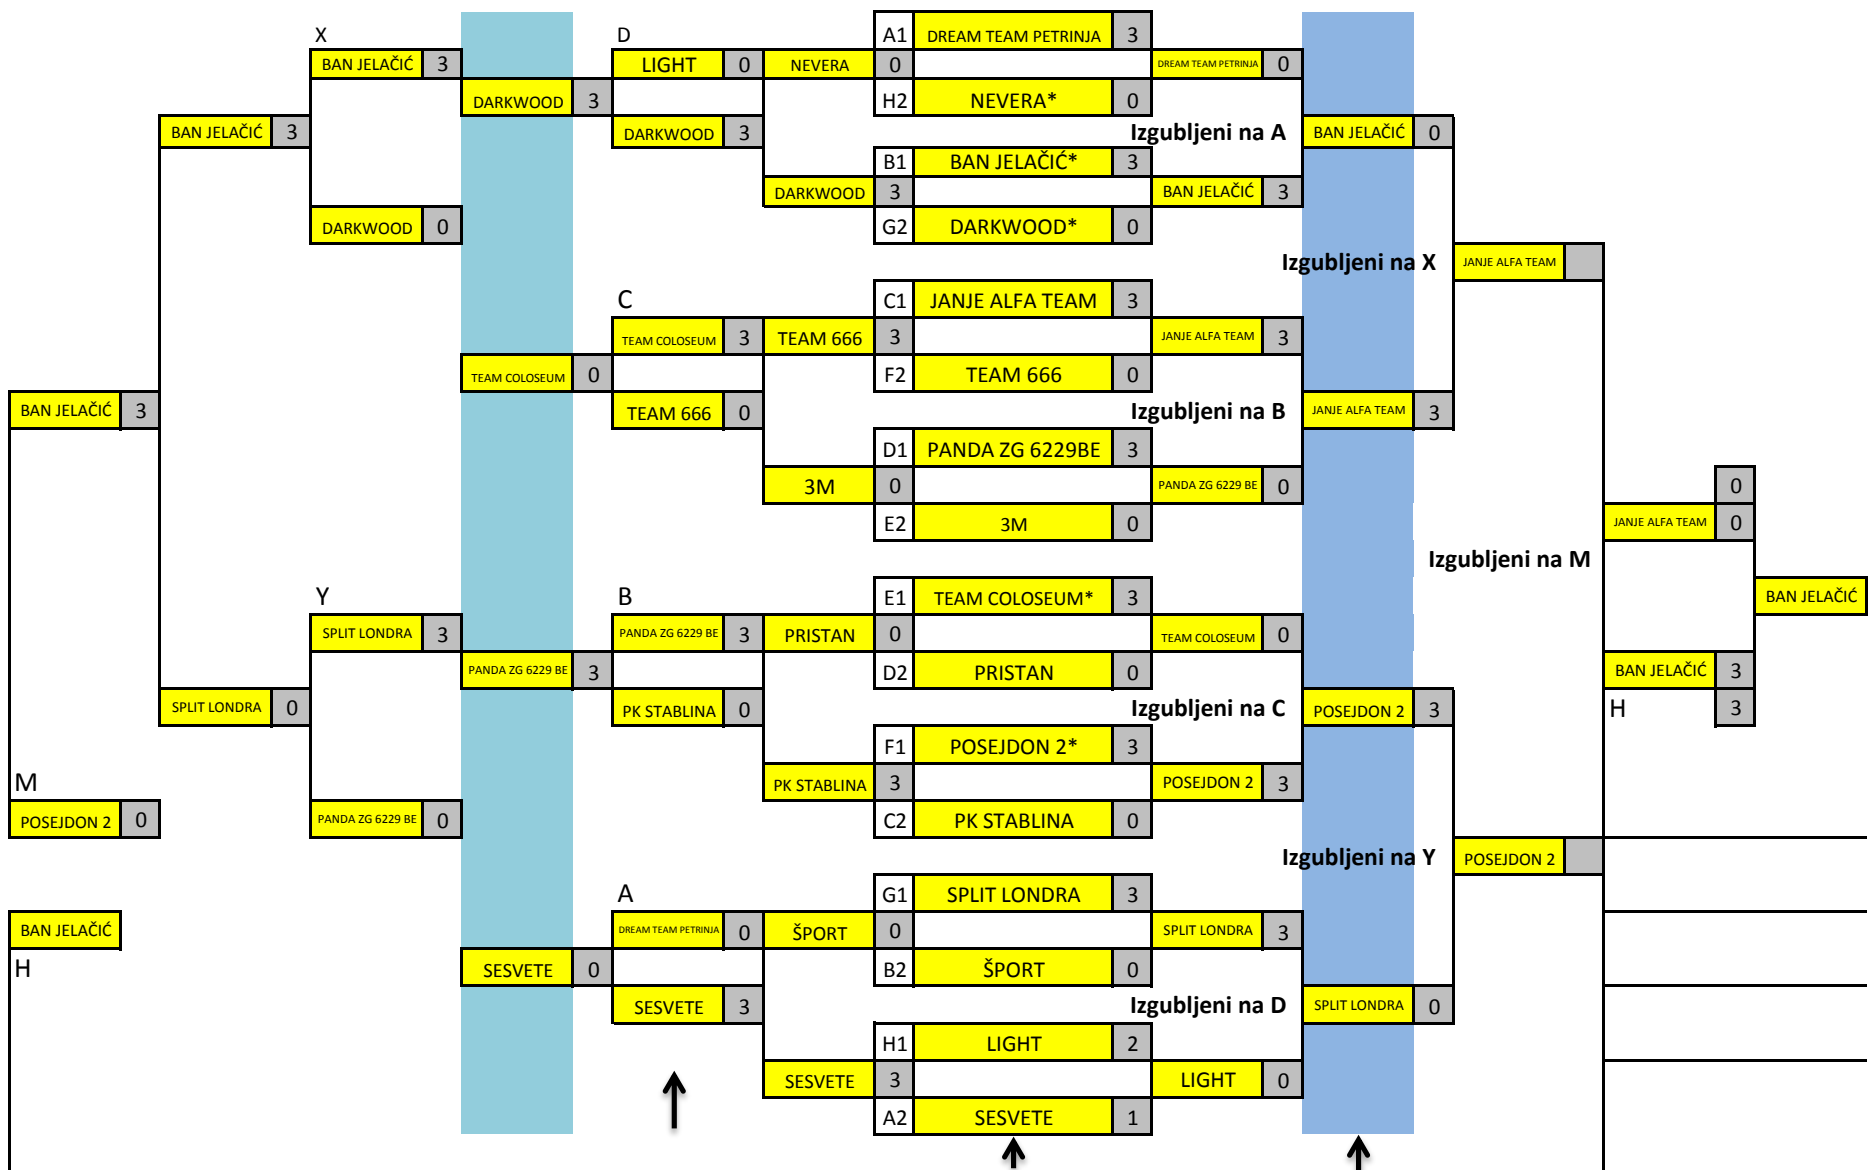 X D A1 DREAM TEAM PETRINJA 3
BAN JELAČIĆ 3 LIGHT 0 NEVERA 0 DREAM TEAM PETRINJA 0
DARKWOOD 3 H2 NEVERA* 0
BAN JELAČIĆ 3 DARKWOOD 3 Izgubljeni na A BAN JELAČIĆ 0
B1 BAN JELAČIĆ* 3
DARKWOOD 3 BAN JELAČIĆ 3
DARKWOOD 0 G2 DARKWOOD* 0
Izgubljeni na X JANJE ALFA TEAM
C C1 JANJE ALFA TEAM 3
TEAM COLOSEUM 3 TEAM 666 3 JANJE ALFA TEAM 3
TEAM COLOSEUM 0 F2 TEAM 666 0
BAN JELAČIĆ 3 TEAM 666 0 Izgubljeni na B JANJE ALFA TEAM 3
D1 PANDA ZG 6229BE 3
3M 0 PANDA ZG 6229 BE 0 0
E2 3M 0 JANJE ALFA TEAM 0
Izgubljeni na M
Y B E1 TEAM COLOSEUM* 3 BAN JELAČIĆ
SPLIT LONDRA 3 PANDA ZG 6229 BE 3 PRISTAN 0 TEAM COLOSEUM 0
PANDA ZG 6229 BE 3 D2 PRISTAN 0 BAN JELAČIĆ 3
SPLIT LONDRA 0 PK STABLINA 0 Izgubljeni na C POSEJDON 2 3 H 3
F1 POSEJDON 2* 3
M PK STABLINA 3 POSEJDON 2 3
POSEJDON 2 0 PANDA ZG 6229 BE 0 C2 PK STABLINA 0
Izgubljeni na Y POSEJDON 2
A G1 SPLIT LONDRA 3
BAN JELAČIĆ DREAM TEAM PETRINJA 0 ŠPORT 0 SPLIT LONDRA 3
H SESVETE 0 B2 ŠPORT 0
SESVETE 3 Izgubljeni na D SPLIT LONDRA 0
H1 LIGHT 2
SESVETE 3 LIGHT 0
A2 SESVETE 1